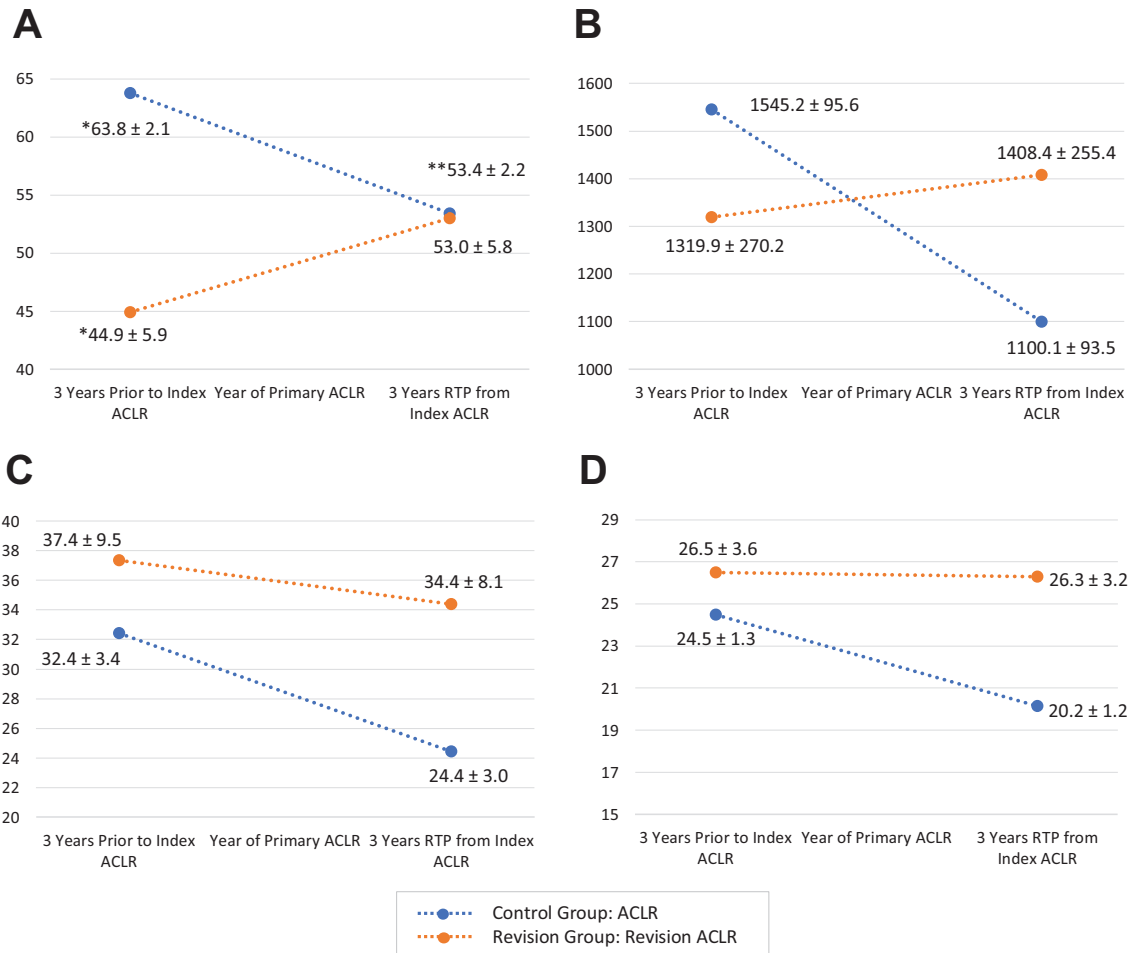 A
65
60
55
50
45
40
*63.8 ± 2.1
**53.4 ± 2.2
53.0 ± 5.8
*44.9 ± 5.9
3 Years Prior to Index
ACLR
Year of Primary ACLR
3 Years RTP
from Index ACLR
B
1600
1500
1400
1300
1200
1100
1000
1545.2 ± 95.6
1408.4 ± 255.4
1319.9 ± 270.2
1100.1 ± 93.5
3 Years Prior to Index
ACLR
Year of Primary ACLR
3 Years RTP from Index
ACLR
C
40
38
36
34
32
30
28
26
24
22
20
37.4 ± 9.5
34.4 ± 8.1
32.4 ± 3.4
24.4 ± 3.0
3 Years Prior to Index
ACLR
Year of Primary ACLR
3 Years RTP from Index
ACLR
D
29
27
25
23
21
19
17
15
26.5 ± 3.6
26.3 ± 3.2
24.5 ± 1.3
20.2 ± 1.2
3 Years Prior to Index
ACLR
Year of Primary ACLR
3 Years RTP from
Index ACLR
Control Group: ACLR
Revision Group: Revision ACLR